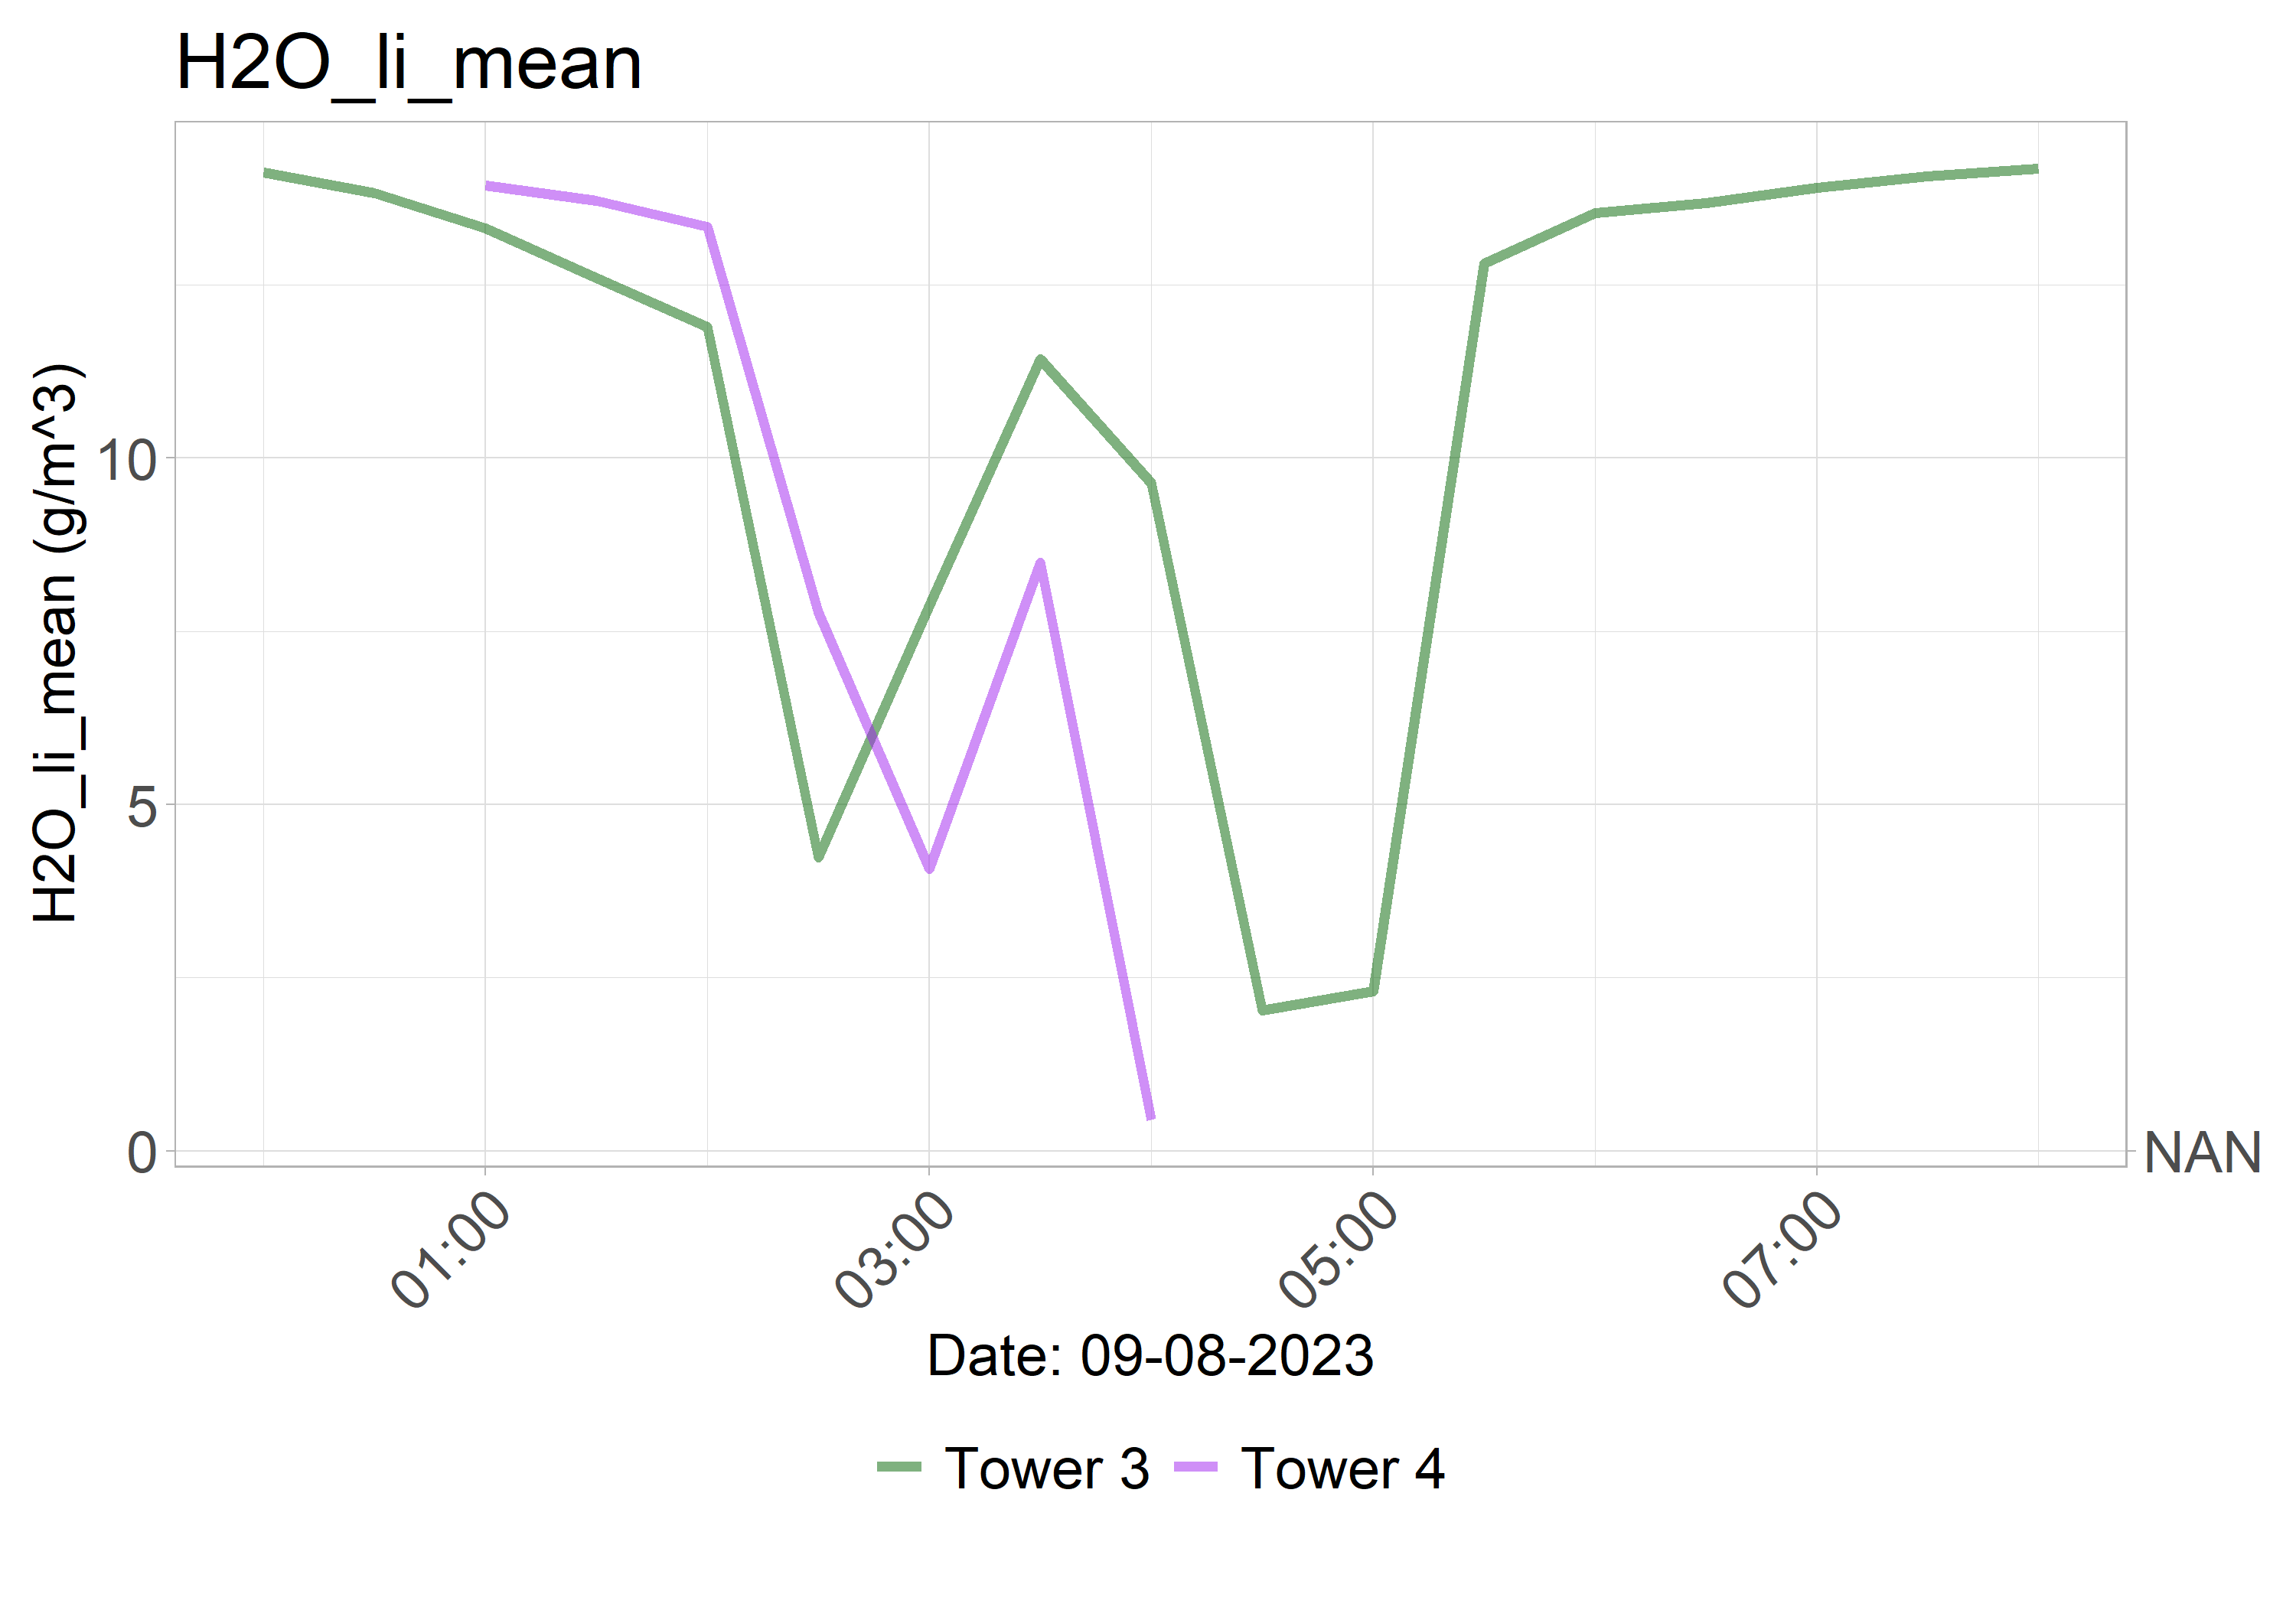 H2O_li_mean
H2O_li_mean (g/m^3)
10
5
0
NAN
01:00
03:00
05:00
07:00
Date: 09-08-2023
Tower 3
Tower 4